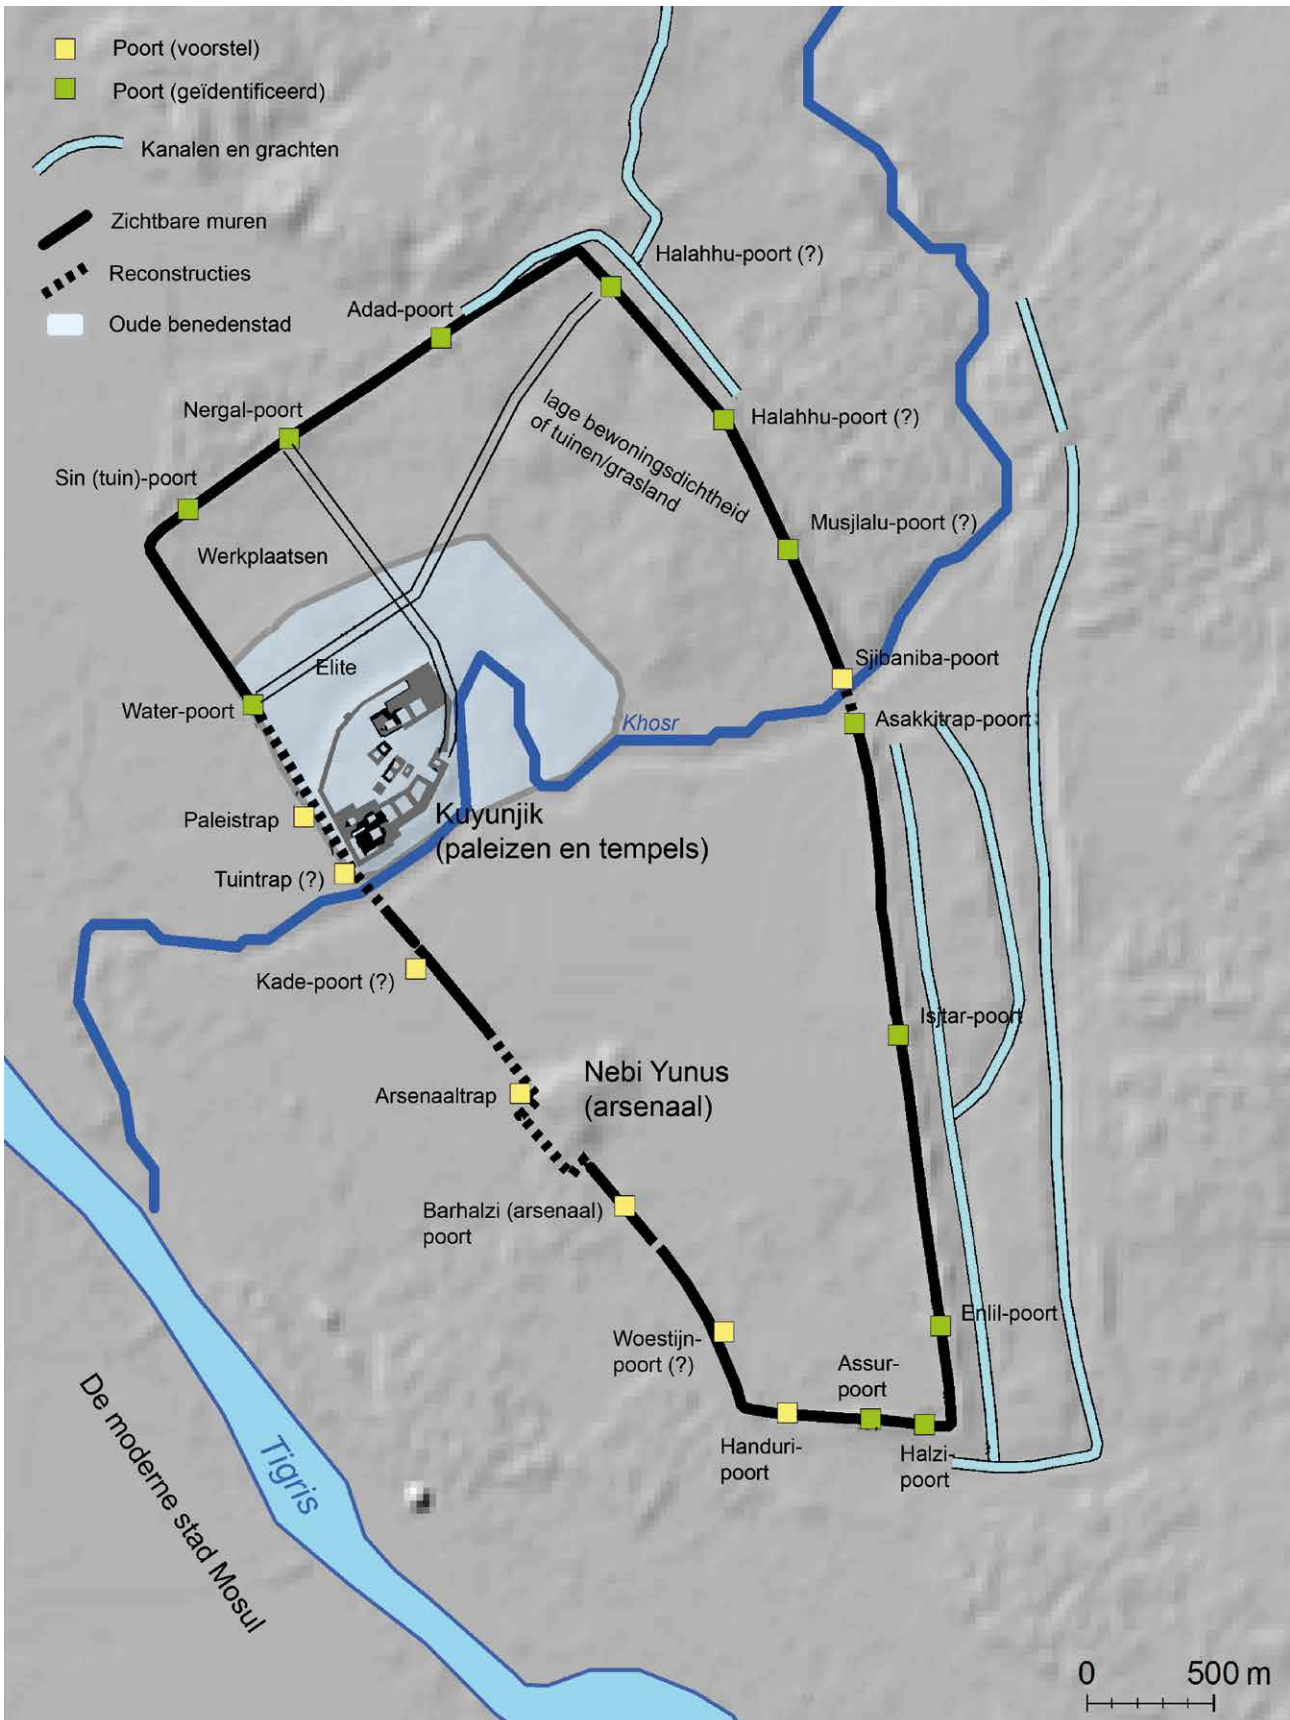 Poort (voorstel)
Poort (geïdentificeerd)
Kanalen en grachten
Zichtbare muren
Reconstructies
Oude benedenstad
Halahhu-poort (?)
Adad-poort
Nergal-poort
lage bewoningsdichtheid
of tuinen/grasland
Halahhu-poort (?)
Sin (tuin)-poort
Musjlalu-poort (?)
Werkplaatsen
Sjibaniba-poort
Elite
Water-poort
Khosr
Asakkitrap-poort
Paleistrap
Kuyunjik
(paleizen en tempels)
Tuintrap (?)
Kade-poort (?)
Isjtar-poort
Nebi Yunus
(arsenaal)
Arsenaaltrap
Barhalzi (arsenaal)
poort
Enlil-poort
Woestijn-
poort (?)
Assur-
poort
Handuri-
poort
Halzi-
poort
De moderne stad Mosul
Tigris
0 500 m